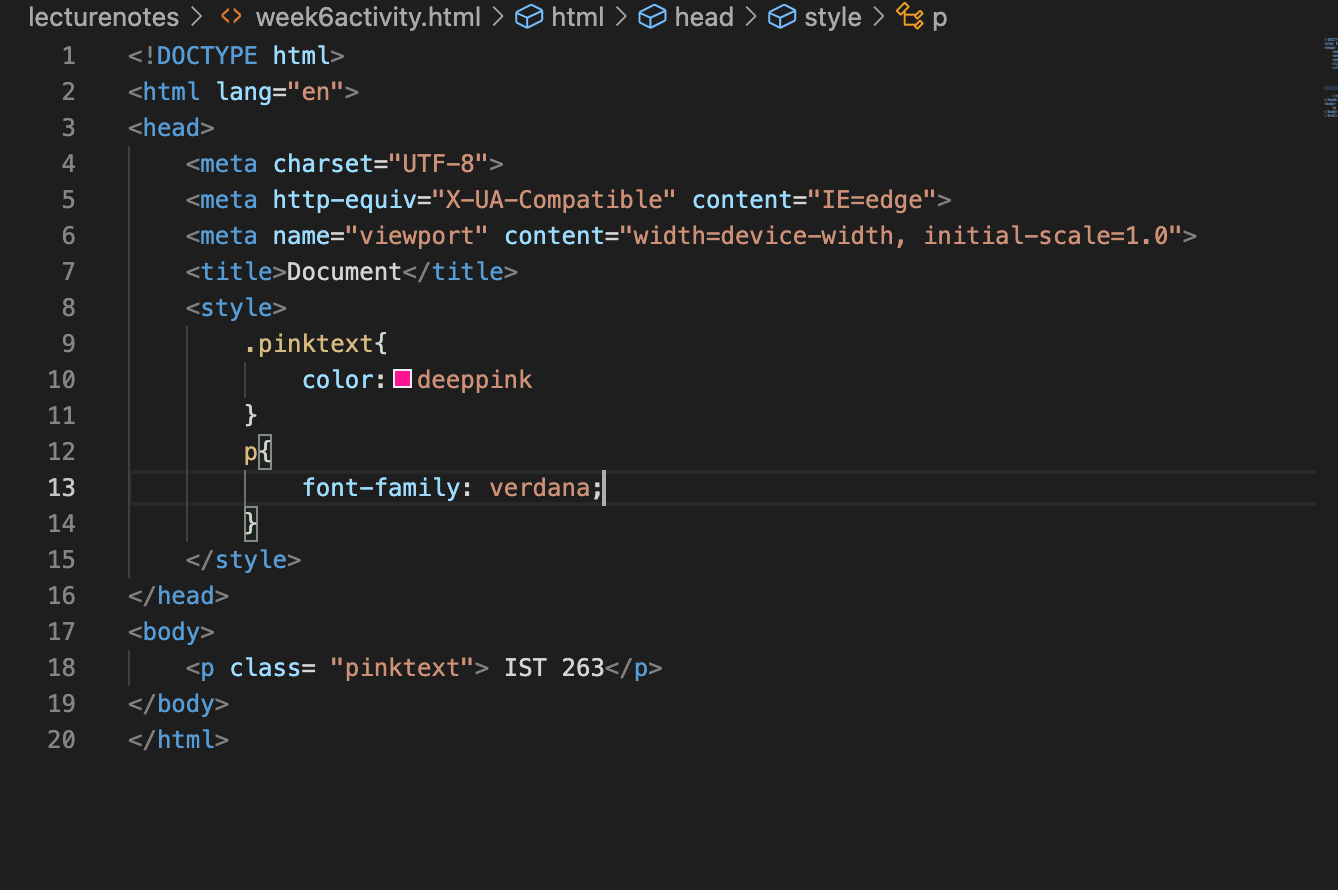 lecturenotes > <> week6activity.html > html > head > style > p
1 <!DOCTYPE html>
2 <html lang="en">
3 <head>
4     <meta charset="UTF-8">
5     <meta http-equiv="X-UA-Compatible" content="IE=edge">
6     <meta name="viewport" content="width=device-width, initial-scale=1.0">
7     <title>Document</title>
8     <style>
9         .pinktext{
10             color:deeppink
11         }
12         p{
13             font-family: verdana;
14         }
15     </style>
16 </head>
17 <body>
18     <p class= "pinktext"> IST 263</p>
19 </body>
20 </html>